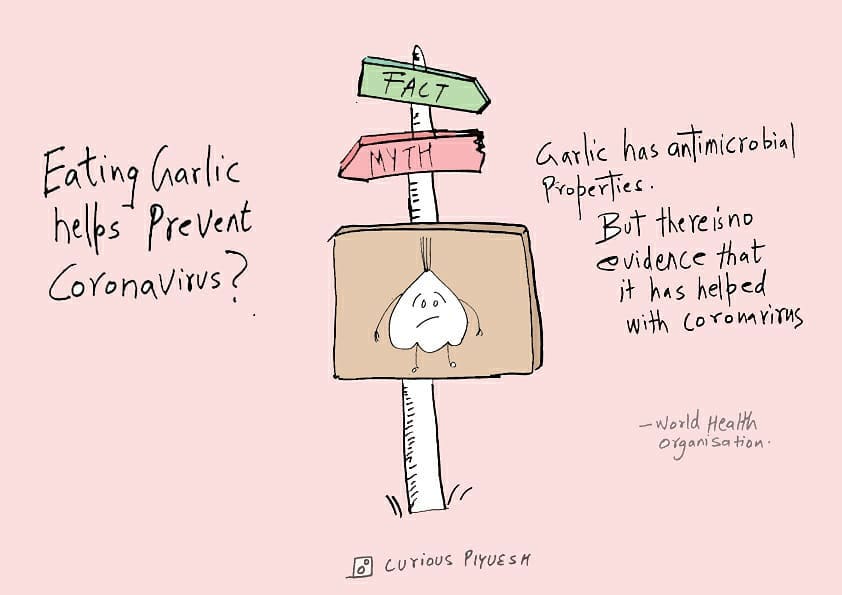 Eating Garlic
helps Prevent
Coronavirus?
FACT
MYTH
Garlic has antimicrobial
Properties.
But there is no
evidence that
it has helped
with coronavirus
- World Health
Organisation.
CURIOUS PIYUESH